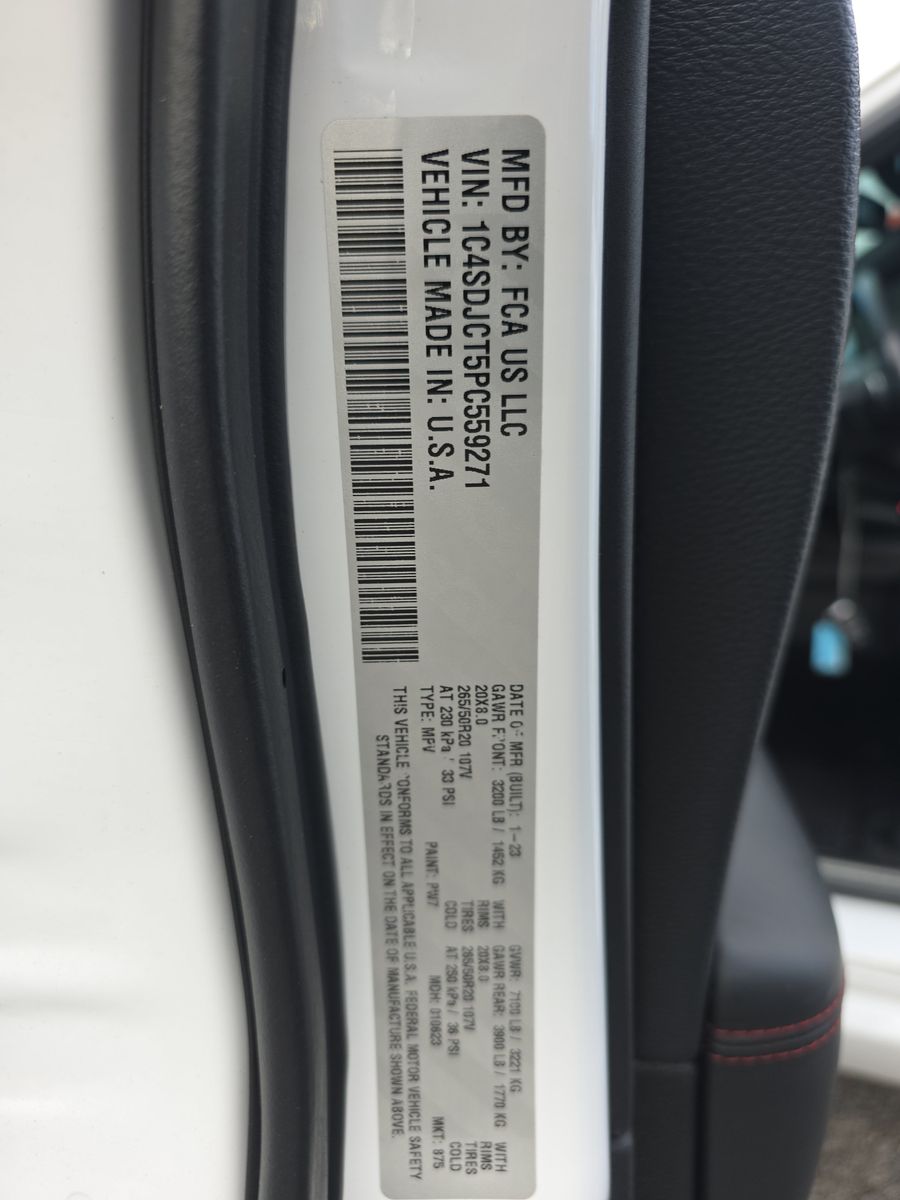 MFD BY: FCA US LLC
VIN: 1C4SDJCT5PC559271
VEHICLE MADE IN: U.S.A.
DATE OF MFR (BUILT): 1-23 GVWR: 7100 LB / 3221 KG
GAWR FRONT: 3200 LB / 1452 KG WITH GAWR REAR: 3900 LB / 1770 KG WITH
20X8.0 RIMS 20X8.0 RIMS
265/50R20 107V TIRES 265/50R20 107V TIRES
AT 230 kPa / 33 PSI COLD AT 250 kPa / 36 PSI COLD
TYPE: MPV PAINT: PW7 MDH: 010623 MKT: 875
THIS VEHICLE CONFORMS TO ALL APPLICABLE U.S.A. FEDERAL MOTOR VEHICLE SAFETY
STANDARDS IN EFFECT ON THE DATE OF MANUFACTURE SHOWN ABOVE.